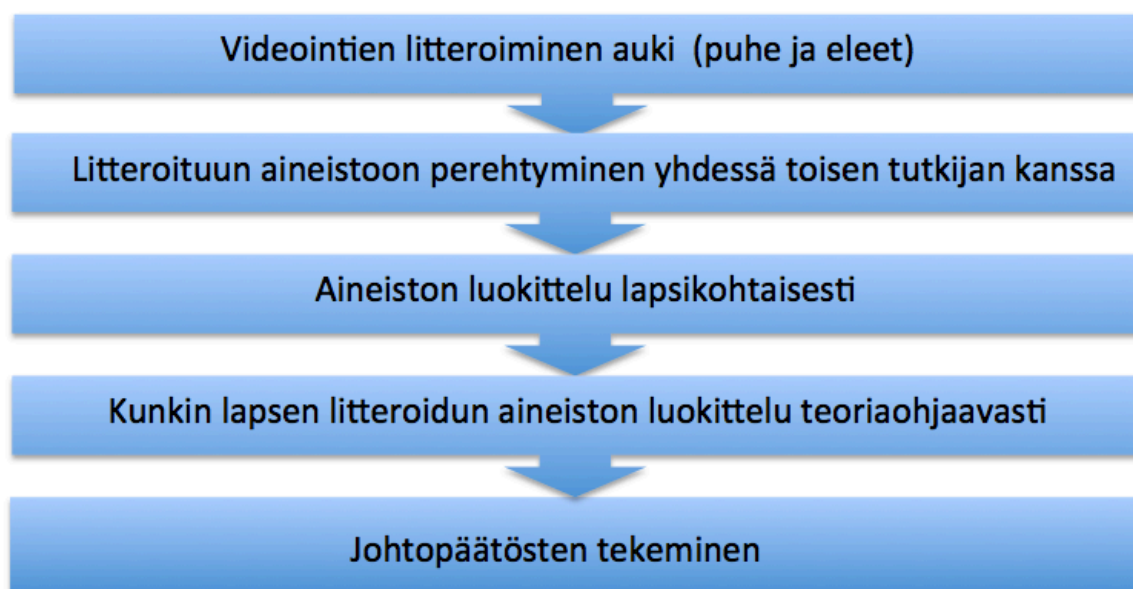 Videointien litteroiminen auki (puhe ja eleet)
Litteroituun aineistoon perehtyminen yhdessä toisen tutkijan kanssa
Aineiston luokittelu lapsikohtaisesti
Kunkin lapsen litteroidun aineiston luokittelu teoriaohjaavasti
Johtopäätösten tekeminen